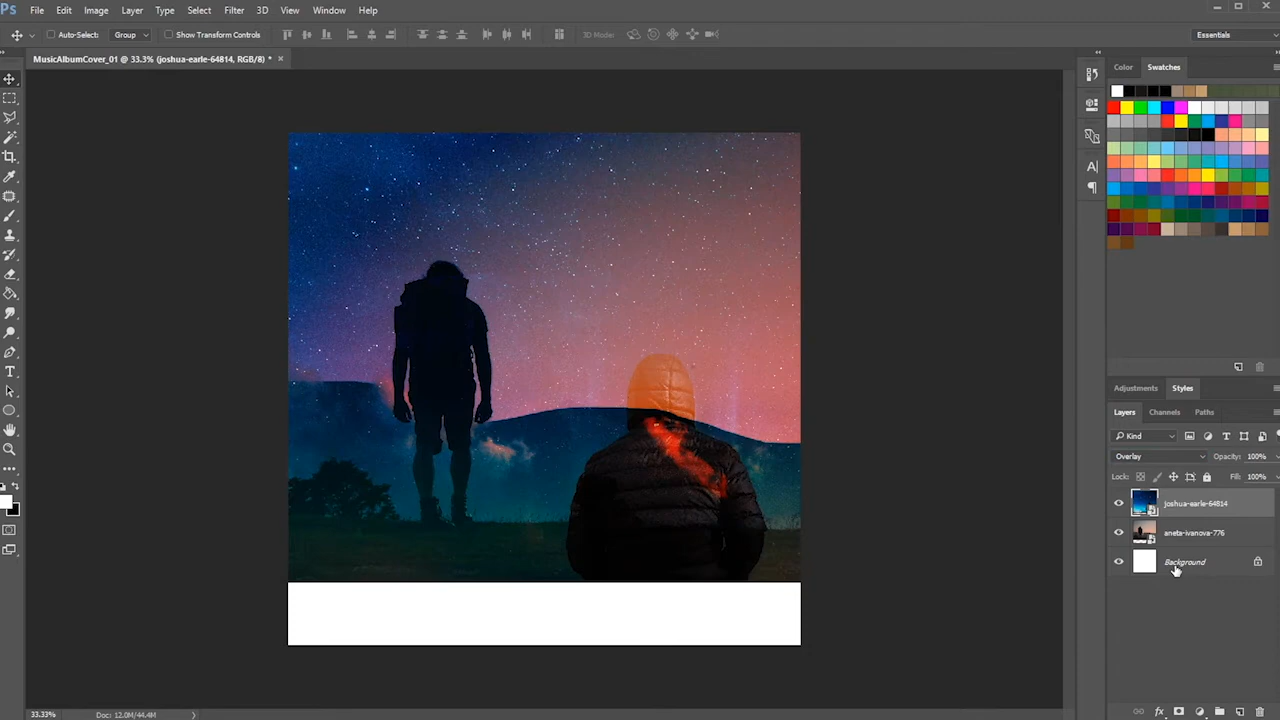 Ps File Edit Image Layer Type Select Filter 3D View Window Help
Auto-Select: Group Show Transform Controls 3D Mode: Essentials
MusicAlbumCover_01 @ 33.3% (joshua-earle-64814, RGB/8) * ×
Color Swatches
Adjustments Styles
Layers Channels Paths
Kind
Overlay Opacity: 100%
Lock: Fill: 100%
joshua-earle-64814
aneta-ivanova-776
Background
33.33% Doc: 12.0M/44.4M